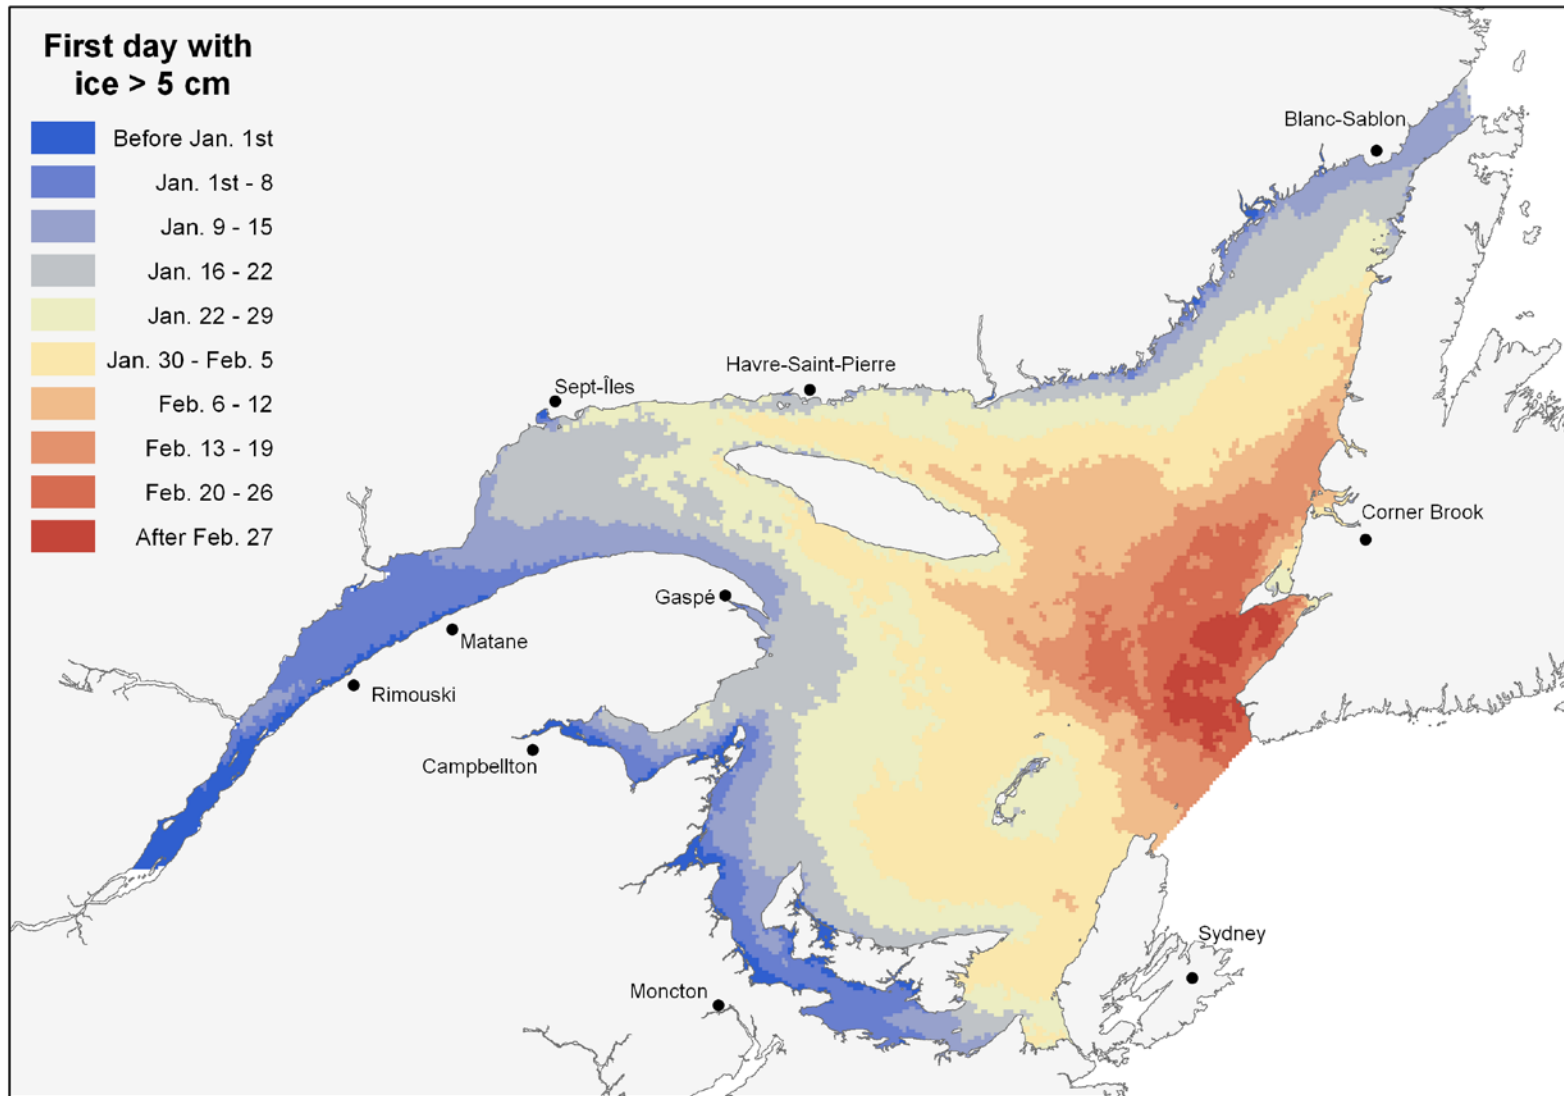 First day with
ice > 5 cm
Before Jan. 1st
Jan. 1st - 8
Jan. 9 - 15
Jan. 16 - 22
Jan. 22 - 29
Jan. 30 - Feb. 5
Feb. 6 - 12
Feb. 13 - 19
Feb. 20 - 26
After Feb. 27
Blanc-Sablon
Havre-Saint-Pierre
Sept-Îles
Corner Brook
Gaspé
Matane
Rimouski
Campbellton
Sydney
Moncton